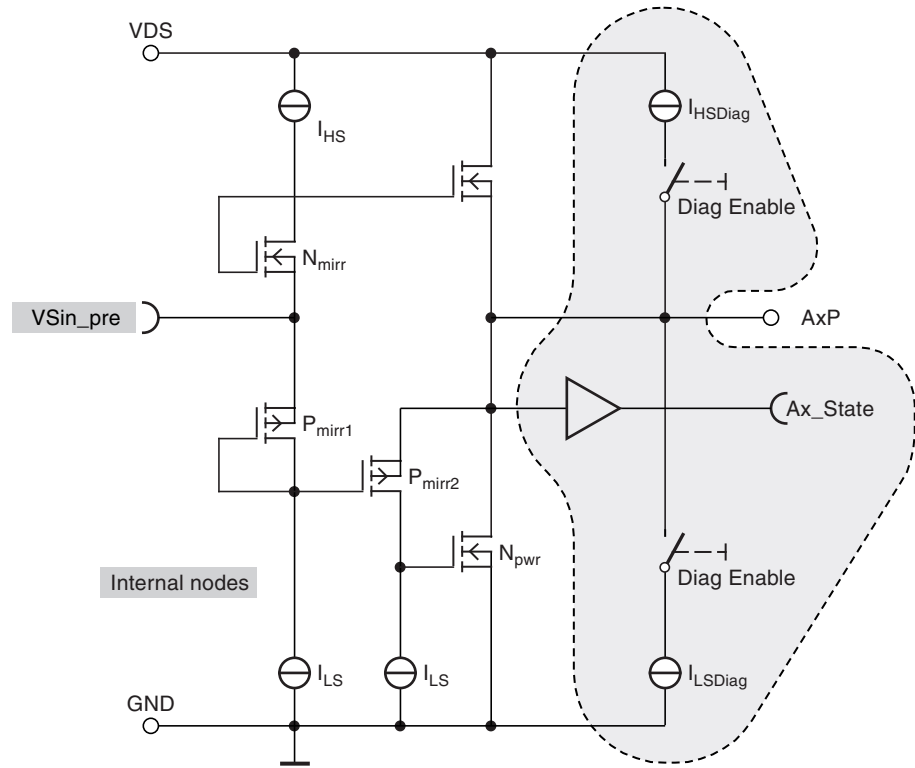 VDS
I_HS
I_HSDiag
Diag Enable
N_mirr
VSin_pre
AxP
P_mirr1
Ax_State
P_mirr2
N_pwr
Diag Enable
Internal nodes
I_LS
I_LS
I_LSDiag
GND